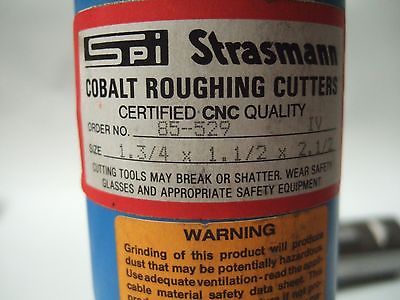 SPI Strasmann
COBALT ROUGHING CUTTERS
CERTIFIED CNC QUALITY
ORDER NO. 85-529 IV
SIZE 1.3/4 x 1.1/2 x 2.1/2
CUTTING TOOLS MAY BREAK OR SHATTER. WEAR SAFETY
GLASSES AND APPROPRIATE SAFETY EQUIPMENT.
WARNING
Grinding of this product will produce
dust that may be potentially hazardous
Use adequate ventilation - read the appli-
cable material safety data sheet. This